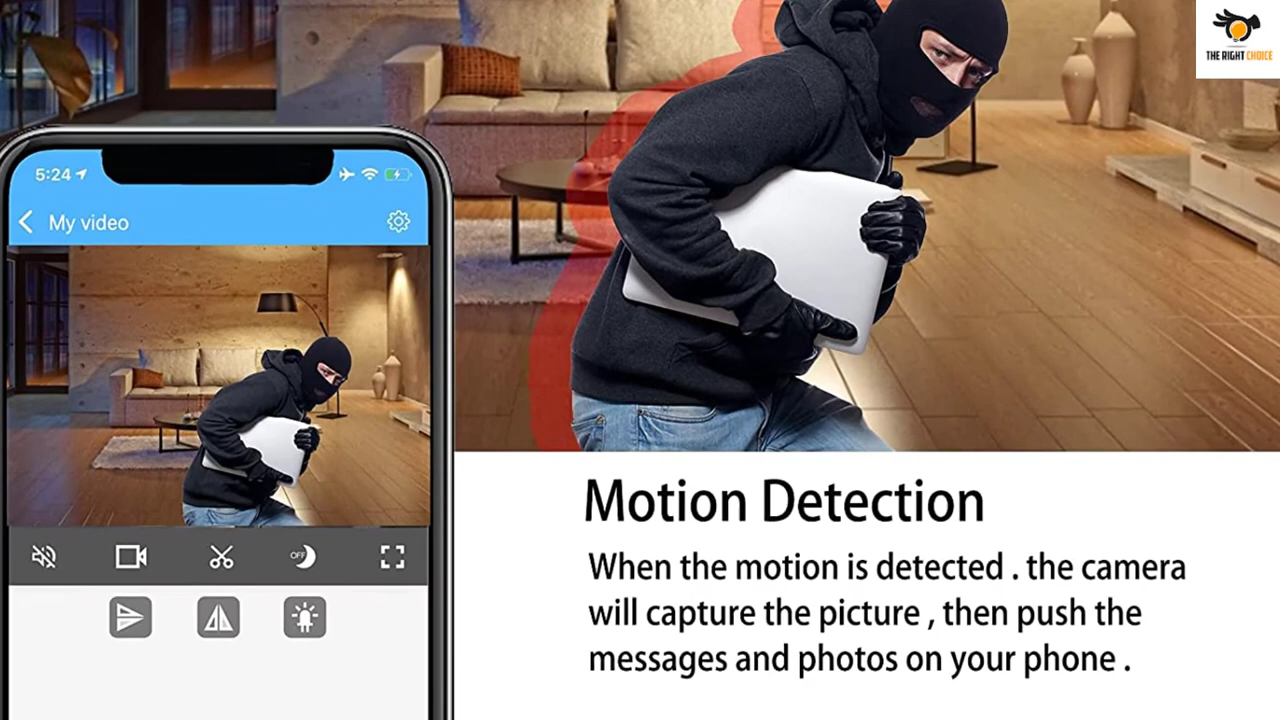 THE RIGHT CHOICE
5:24
My video
OFF
Motion Detection
When the motion is detected . the camera
will capture the picture , then push the
messages and photos on your phone .